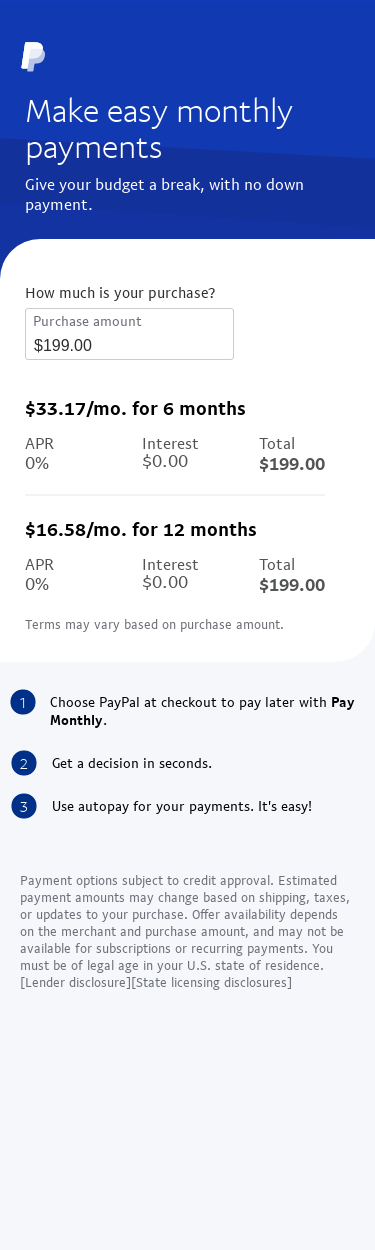 Make easy monthly
payments
Give your budget a break, with no down
payment.
How much is your purchase?
Purchase amount
$199.00
$33.17/mo. for 6 months
APR Interest Total
0% $0.00 $199.00
$16.58/mo. for 12 months
APR Interest Total
0% $0.00 $199.00
Terms may vary based on purchase amount.
1 Choose PayPal at checkout to pay later with Pay
Monthly.
2 Get a decision in seconds.
3 Use autopay for your payments. It's easy!
Payment options subject to credit approval. Estimated
payment amounts may change based on shipping, taxes,
or updates to your purchase. Offer availability depends
on the merchant and purchase amount, and may not be
available for subscriptions or recurring payments. You
must be of legal age in your U.S. state of residence.
[Lender disclosure][State licensing disclosures]